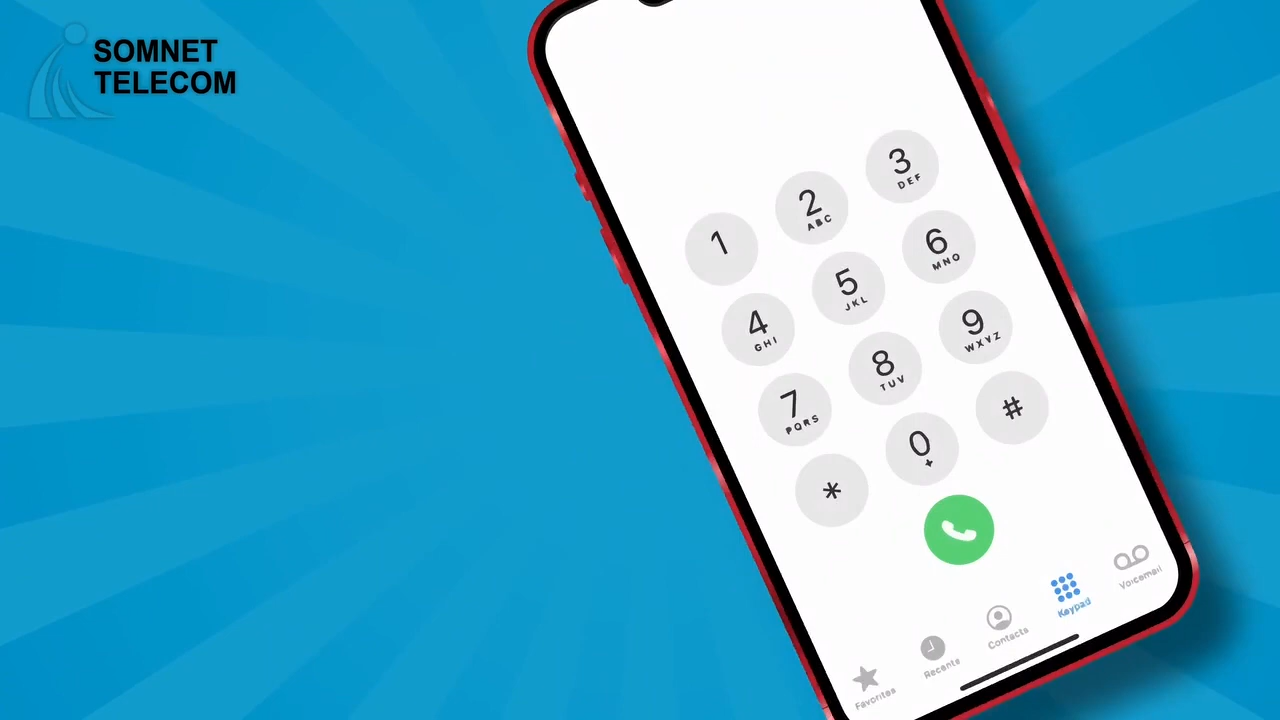 SOMNET
TELECOM
1
2
ABC
3
DEF
4
GHI
5
JKL
6
MNO
7
PQRS
8
TUV
9
WXYZ
*
0
+
#
Favorites
Recents
Contacts
Keypad
Voicemail